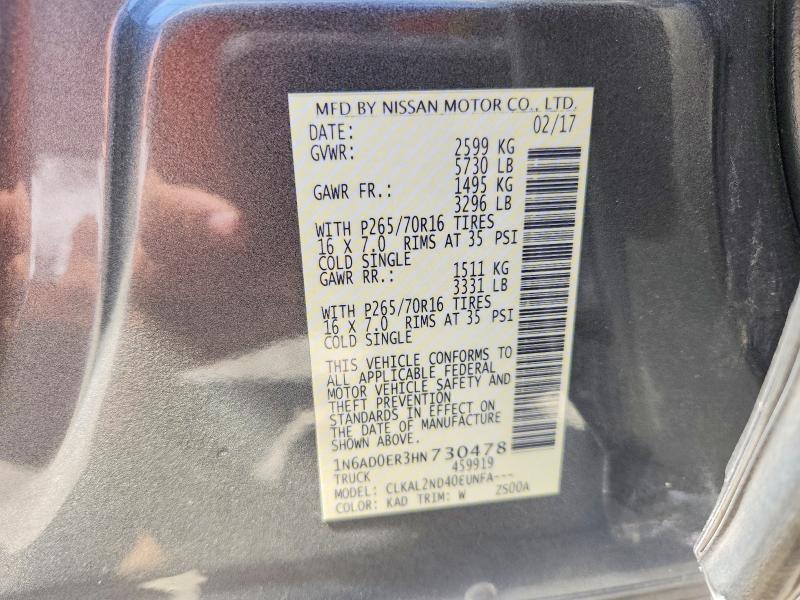 MFD BY NISSAN MOTOR CO., LTD.
DATE: 02/17
GVWR: 2599 KG
5730 LB
GAWR FR.: 1495 KG
3296 LB
WITH P265/70R16 TIRES
16 X 7.0 RIMS AT 35 PSI
COLD SINGLE
GAWR RR.: 1511 KG
3331 LB
WITH P265/70R16 TIRES
16 X 7.0 RIMS AT 35 PSI
COLD SINGLE
THIS VEHICLE CONFORMS TO
ALL APPLICABLE FEDERAL
MOTOR VEHICLE SAFETY AND
THEFT PREVENTION
STANDARDS IN EFFECT ON
THE DATE OF MANUFACTURE
SHOWN ABOVE.
1N6AD0ER3HN730478
TRUCK 459919
MODEL: CLKAL2ND40EUNFA---
COLOR: KAD TRIM: W 2S00A